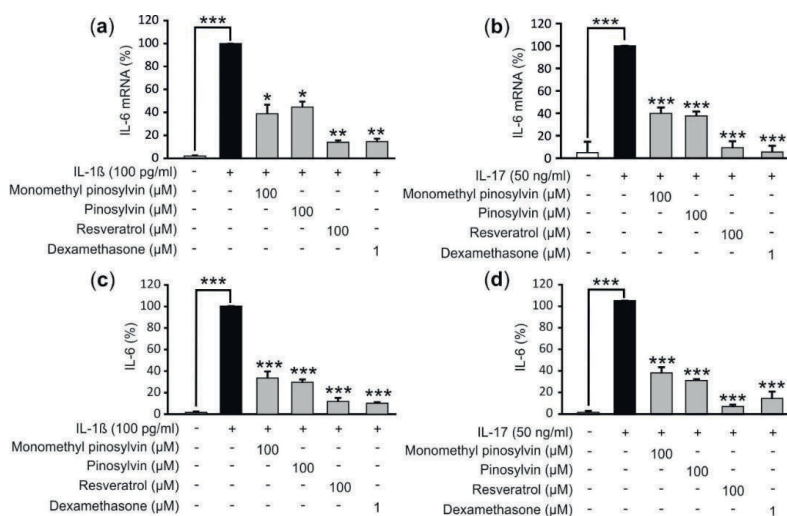 (a)
***
120
100
80
60
40
20
0
IL-6 mRNA (%)
* * ** **
IL-1ß (100 pg/ml) - + + + + +
Monomethyl pinosylvin (µM) - - 100 - - -
Pinosylvin (µM) - - - 100 - -
Resveratrol (µM) - - - - 100 -
Dexamethasone (µM) - - - - - 1
(b)
***
120
100
80
60
40
20
0
IL-6 mRNA (%)
*** *** *** ***
IL-17 (50 ng/ml) - + + + + +
Monomethyl pinosylvin (µM) - - 100 - - -
Pinosylvin (µM) - - - 100 - -
Resveratrol (µM) - - - - 100 -
Dexamethasone (µM) - - - - - 1
(c)
***
120
100
80
60
40
20
0
IL-6 (%)
*** *** *** ***
IL-1ß (100 pg/ml) - + + + + +
Monomethyl pinosylvin (µM) - - 100 - - -
Pinosylvin (µM) - - - 100 - -
Resveratrol (µM) - - - - 100 -
Dexamethasone (µM) - - - - - 1
(d)
***
120
100
80
60
40
20
0
IL-6 (%)
*** *** *** ***
IL-17 (50 ng/ml) - + + + + +
Monomethyl pinosylvin (µM) - - 100 - - -
Pinosylvin (µM) - - - 100 - -
Resveratrol (µM) - - - - 100 -
Dexamethasone (µM) - - - - - 1